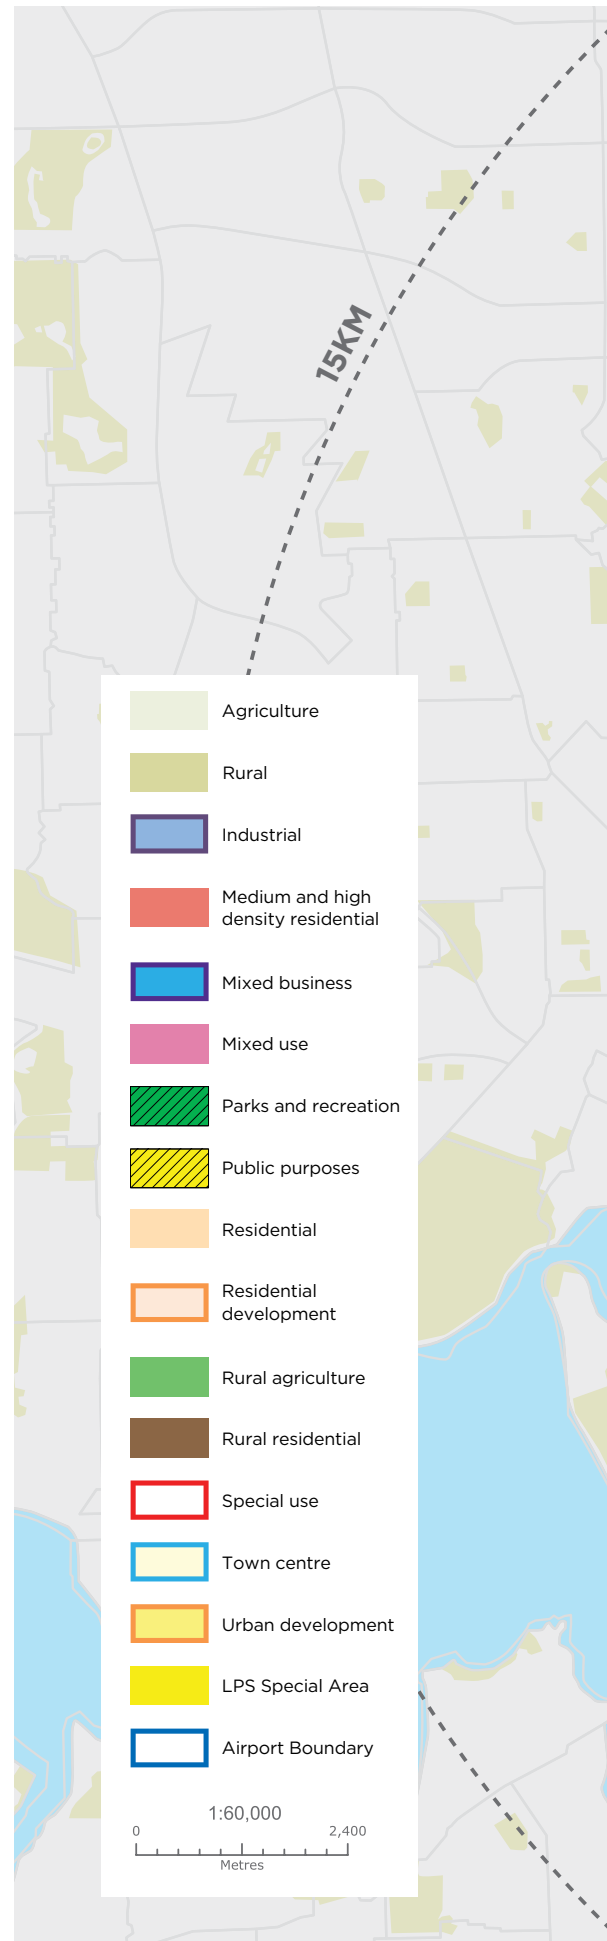 15KM
Agriculture
Rural
Industrial
Medium and high
density residential
Mixed business
Mixed use
Parks and recreation
Public purposes
Residential
Residential
development
Rural agriculture
Rural residential
Special use
Town centre
Urban development
LPS Special Area
Airport Boundary
1:60,000
0 2,400
Metres